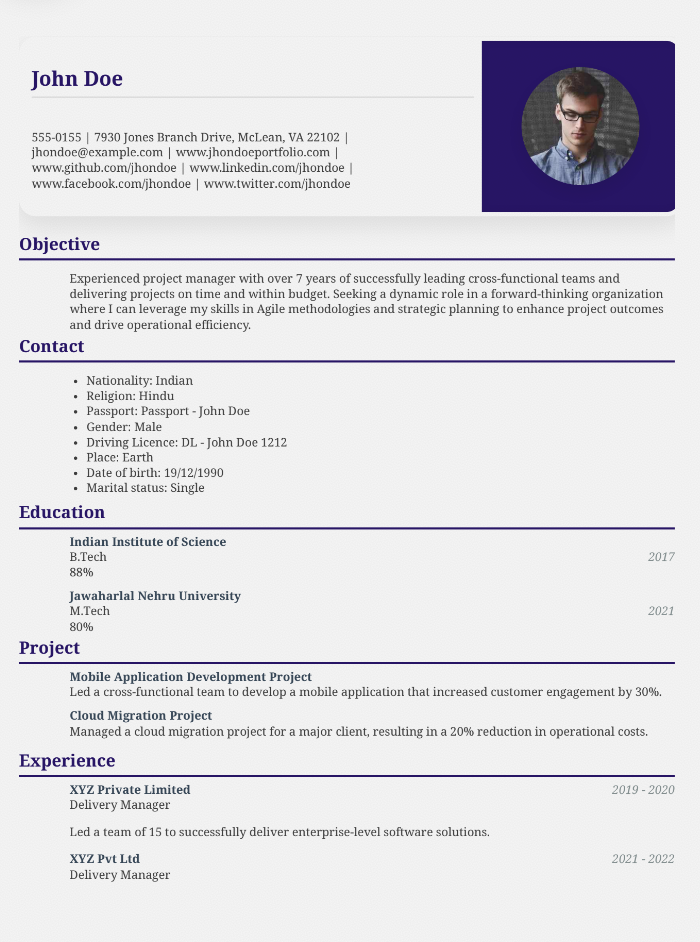 John Doe
555-0155 | 7930 Jones Branch Drive, McLean, VA 22102 |
jhondoe@example.com | www.jhondoeportfolio.com |
www.github.com/jhondoe | www.linkedin.com/jhondoe |
www.facebook.com/jhondoe | www.twitter.com/jhondoe
Objective
Experienced project manager with over 7 years of successfully leading cross-functional teams and
delivering projects on time and within budget. Seeking a dynamic role in a forward-thinking organization
where I can leverage my skills in Agile methodologies and strategic planning to enhance project outcomes
and drive operational efficiency.
Contact
• Nationality: Indian
• Religion: Hindu
• Passport: Passport - John Doe
• Gender: Male
• Driving Licence: DL - John Doe 1212
• Place: Earth
• Date of birth: 19/12/1990
• Marital status: Single
Education
Indian Institute of Science
B.Tech 2017
88%
Jawaharlal Nehru University
M.Tech 2021
80%
Project
Mobile Application Development Project
Led a cross-functional team to develop a mobile application that increased customer engagement by 30%.
Cloud Migration Project
Managed a cloud migration project for a major client, resulting in a 20% reduction in operational costs.
Experience
XYZ Private Limited 2019 - 2020
Delivery Manager
Led a team of 15 to successfully deliver enterprise-level software solutions.
XYZ Pvt Ltd 2021 - 2022
Delivery Manager